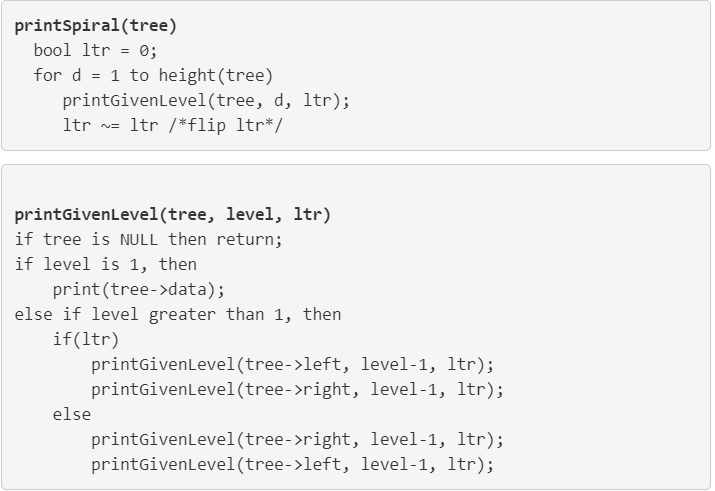 printSpiral(tree)
  bool ltr = 0;
  for d = 1 to height(tree)
     printGivenLevel(tree, d, ltr);
     ltr ~= ltr /*flip ltr*/
printGivenLevel(tree, level, ltr)
if tree is NULL then return;
if level is 1, then
    print(tree->data);
else if level greater than 1, then
    if(ltr)
        printGivenLevel(tree->left, level-1, ltr);
        printGivenLevel(tree->right, level-1, ltr);
    else
        printGivenLevel(tree->right, level-1, ltr);
        printGivenLevel(tree->left, level-1, ltr);